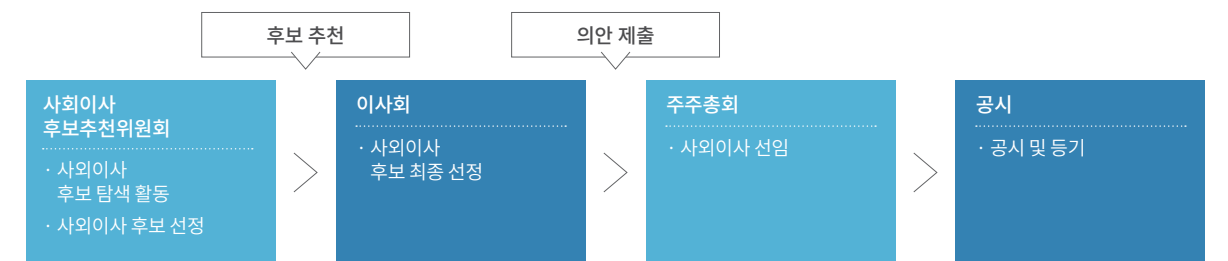 후보 추천
의안 제출
사회이사
후보추천위원회
· 사외이사
후보 탐색 활동
· 사외이사 후보 선정
이사회
· 사외이사
후보 최종 선정
주주총회
· 사외이사 선임
공시
· 공시 및 등기